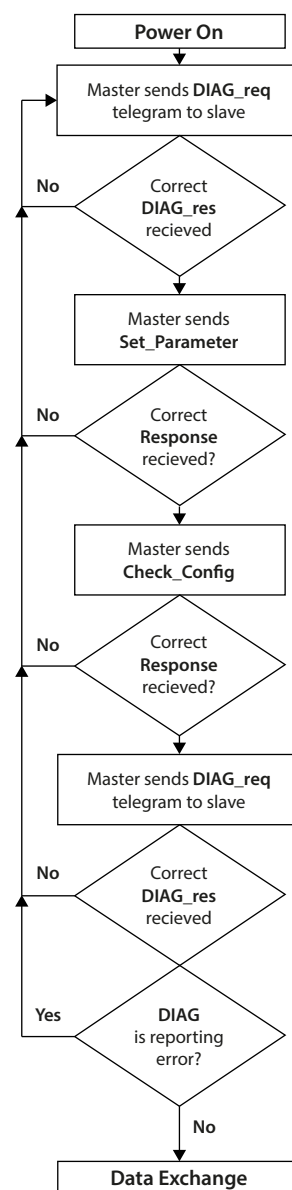 Power On
Master sends DIAG_req
telegram to slave
No
Correct
DIAG_res
recieved
Master sends
Set_Parameter
No
Correct
Response
recieved?
Master sends
Check_Config
No
Correct
Response
recieved?
Master sends DIAG_req
telegram to slave
No
Correct
DIAG_res
recieved
Yes
DIAG
is reporting
error?
No
Data Exchange